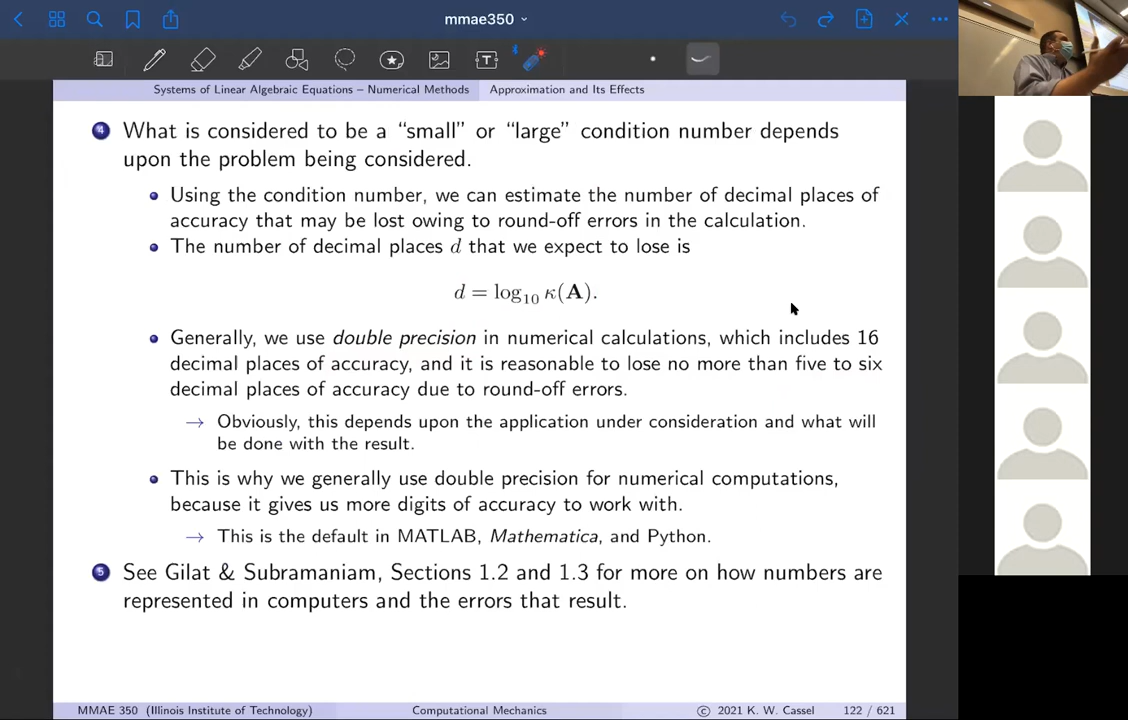 mmae350
Systems of Linear Algebraic Equations – Numerical Methods
Approximation and Its Effects
4 What is considered to be a “small” or “large” condition number depends
upon the problem being considered.
• Using the condition number, we can estimate the number of decimal places of
accuracy that may be lost owing to round-off errors in the calculation.
• The number of decimal places d that we expect to lose is
d = log₁₀ κ(A).
• Generally, we use double precision in numerical calculations, which includes 16
decimal places of accuracy, and it is reasonable to lose no more than five to six
decimal places of accuracy due to round-off errors.
→ Obviously, this depends upon the application under consideration and what will
be done with the result.
• This is why we generally use double precision for numerical computations,
because it gives us more digits of accuracy to work with.
→ This is the default in MATLAB, Mathematica, and Python.
5 See Gilat & Subramaniam, Sections 1.2 and 1.3 for more on how numbers are
represented in computers and the errors that result.
MMAE 350 (Illinois Institute of Technology)
Computational Mechanics
© 2021 K. W. Cassel
122 / 621